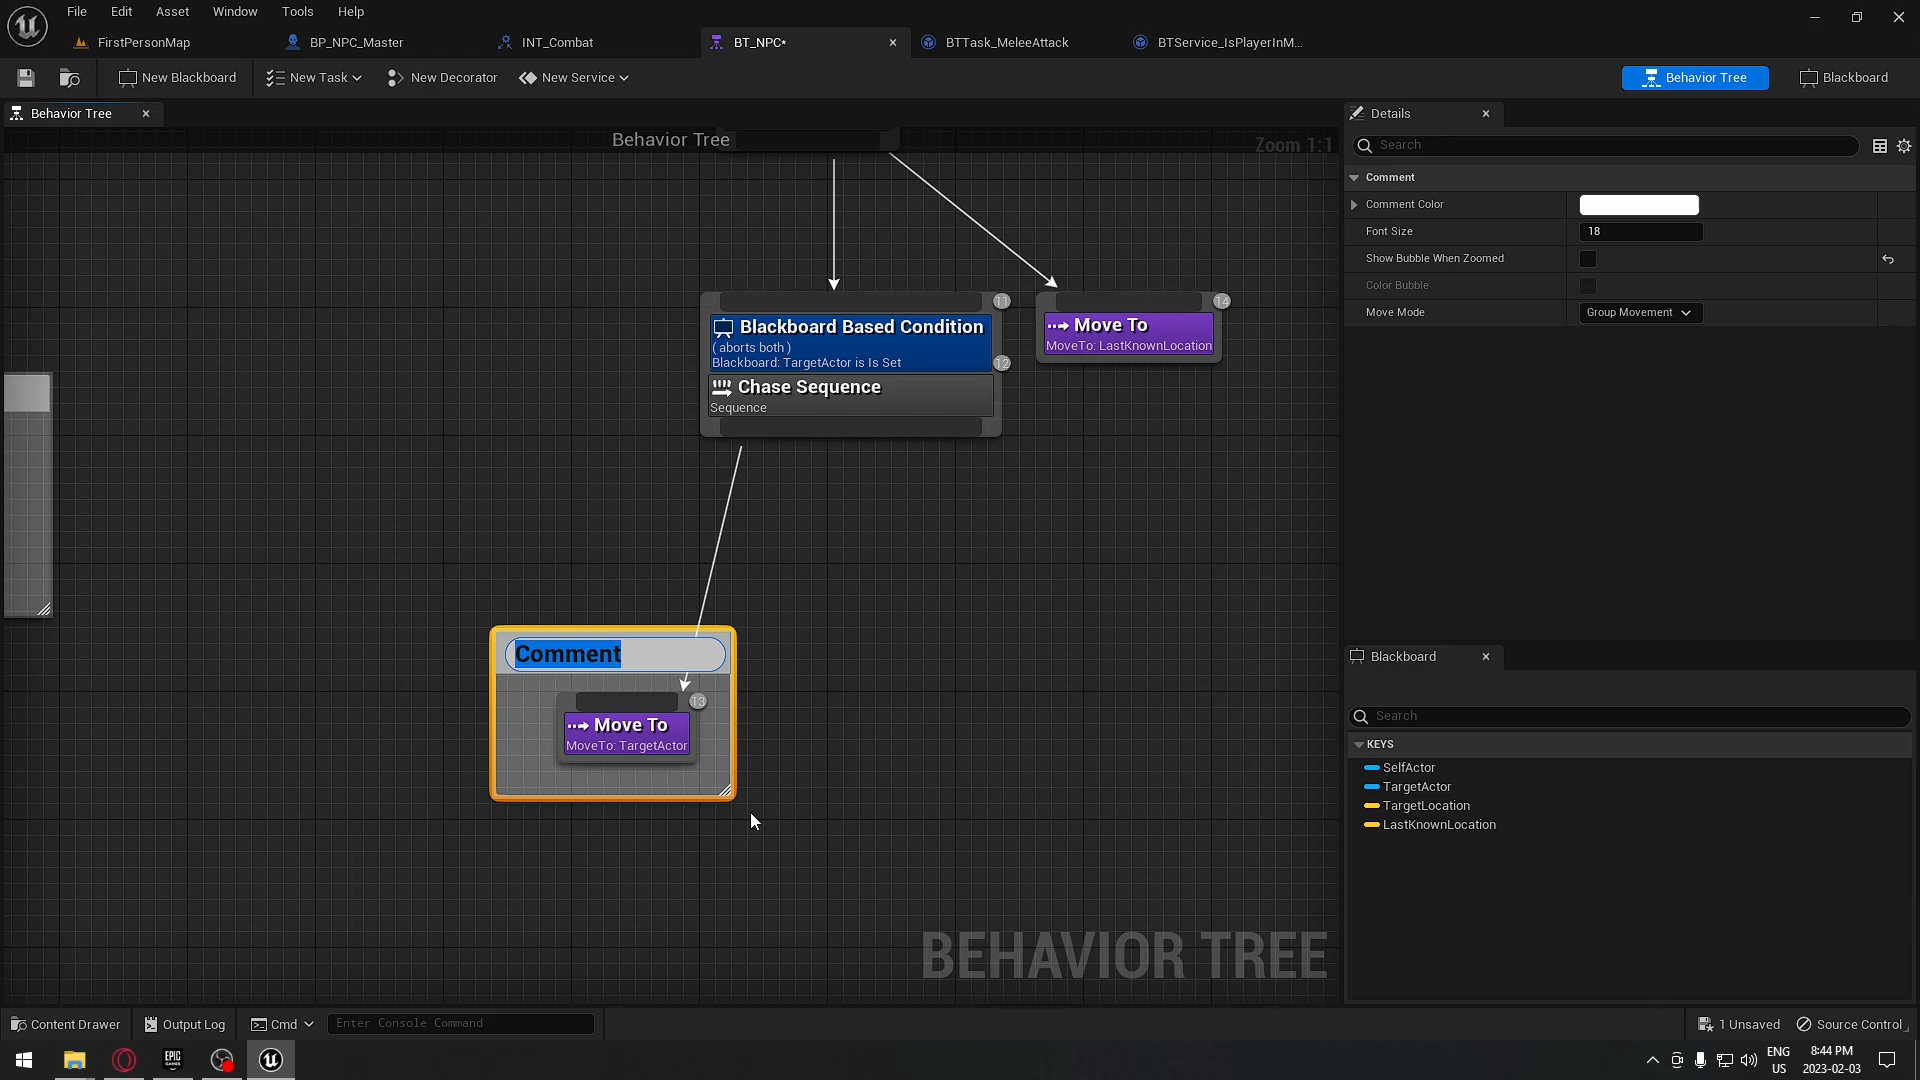 File Edit Asset Window Tools Help
FirstPersonMap BP_NPC_Master INT_Combat BT_NPC* BTTask_MeleeAttack BTService_IsPlayerInM...
New Blackboard New Task New Decorator New Service Behavior Tree Blackboard
Behavior Tree
Behavior Tree
Zoom 1:1
11
Blackboard Based Condition
( aborts both )
Blackboard: TargetActor is Is Set
12
Chase Sequence
Sequence
14
Move To
MoveTo: LastKnownLocation
Comment
13
Move To
MoveTo: TargetActor
BEHAVIOR TREE
Details
Search
Comment
Comment Color
Font Size 18
Show Bubble When Zoomed
Color Bubble
Move Mode Group Movement
Blackboard
Search
KEYS
SelfActor
TargetActor
TargetLocation
LastKnownLocation
Content Drawer Output Log Cmd Enter Console Command 1 Unsaved Source Control
EPIC GAMES
ENG
US
8:44 PM
2023-02-03